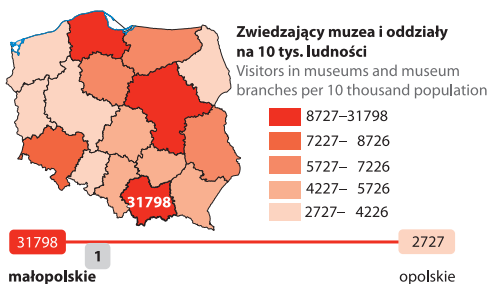 Zwiedzający muzea i oddziały
na 10 tys. ludności
Visitors in museums and museum
branches per 10 thousand population
8727–31798
7227– 8726
5727– 7226
4227– 5726
2727– 4226
31798
31798
2727
1
małopolskie
opolskie